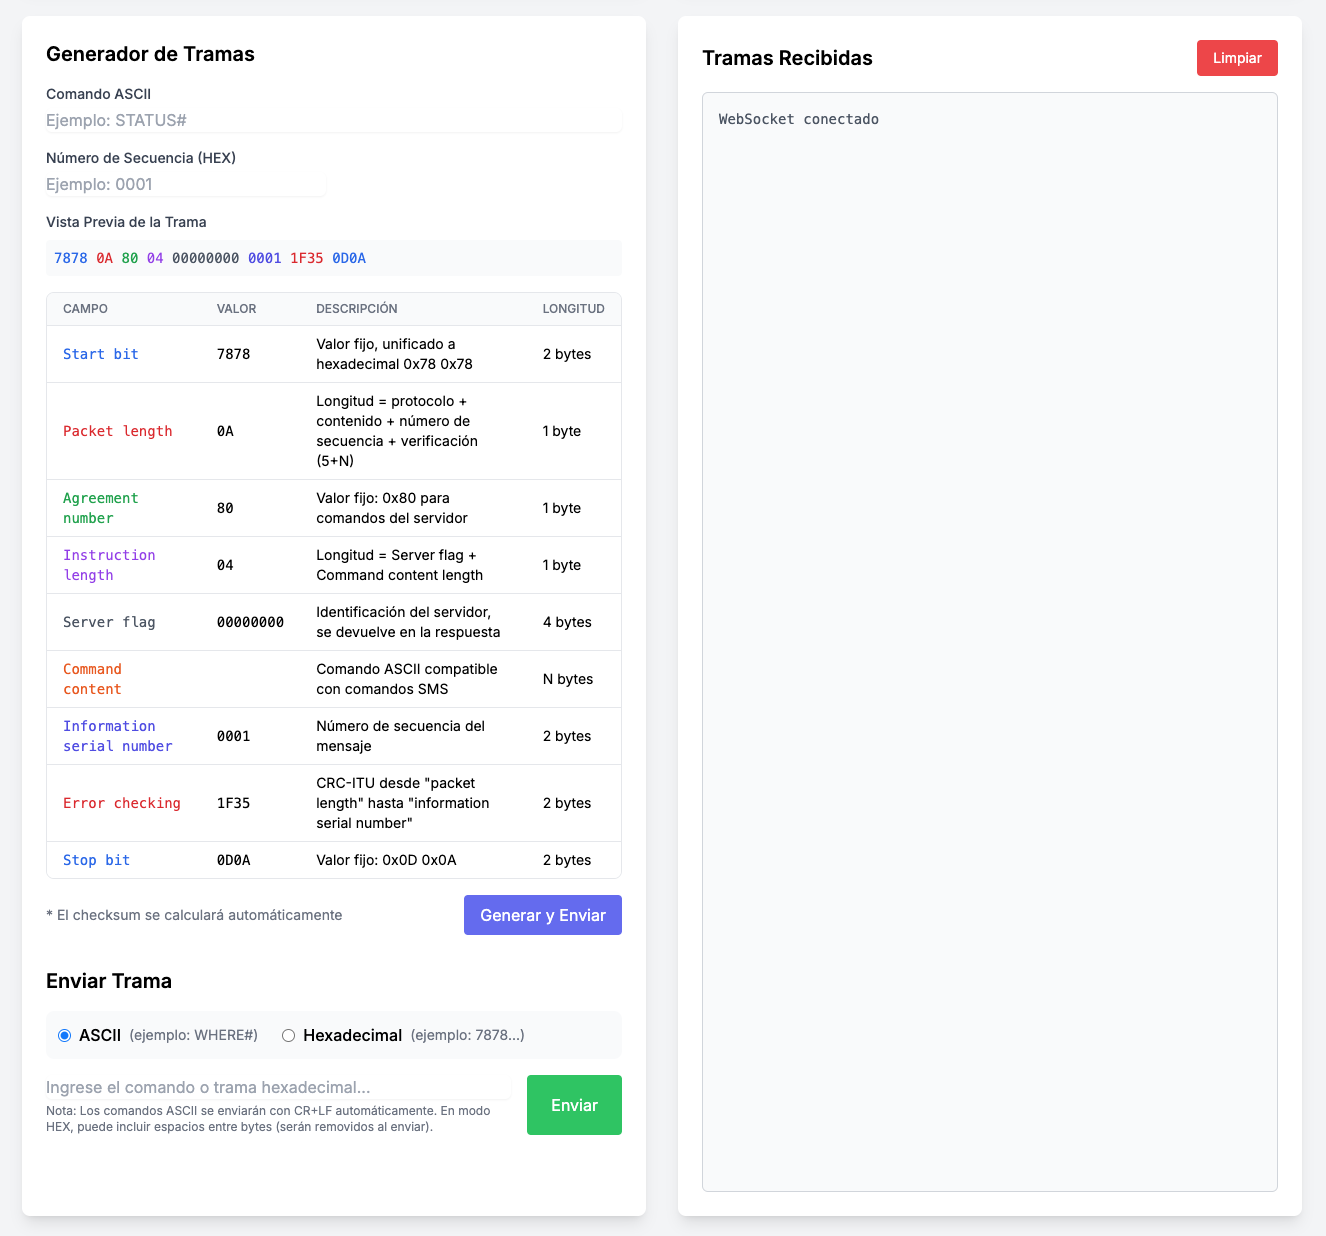 Generador de Tramas
Comando ASCII
Ejemplo: STATUS#
Número de Secuencia (HEX)
Ejemplo: 0001
Vista Previa de la Trama
7878 0A 80 04 00000000 0001 1F35 0D0A
CAMPO VALOR DESCRIPCIÓN LONGITUD
Start bit 7878 Valor fijo, unificado a
hexadecimal 0x78 0x78 2 bytes
Packet length 0A Longitud = protocolo +
contenido + número de
secuencia + verificación
(5+N) 1 byte
Agreement
number 80 Valor fijo: 0x80 para
comandos del servidor 1 byte
Instruction
length 04 Longitud = Server flag +
Command content length 1 byte
Server flag 00000000 Identificación del servidor,
se devuelve en la respuesta 4 bytes
Command
content Comando ASCII compatible
con comandos SMS N bytes
Information
serial number 0001 Número de secuencia del
mensaje 2 bytes
Error checking 1F35 CRC-ITU desde "packet
length" hasta "information
serial number" 2 bytes
Stop bit 0D0A Valor fijo: 0x0D 0x0A 2 bytes
* El checksum se calculará automáticamente
Generar y Enviar
Enviar Trama
ASCII (ejemplo: WHERE#) Hexadecimal (ejemplo: 7878...)
Ingrese el comando o trama hexadecimal...
Nota: Los comandos ASCII se enviarán con CR+LF automáticamente. En modo
HEX, puede incluir espacios entre bytes (serán removidos al enviar).
Enviar
Tramas Recibidas
Limpiar
WebSocket conectado